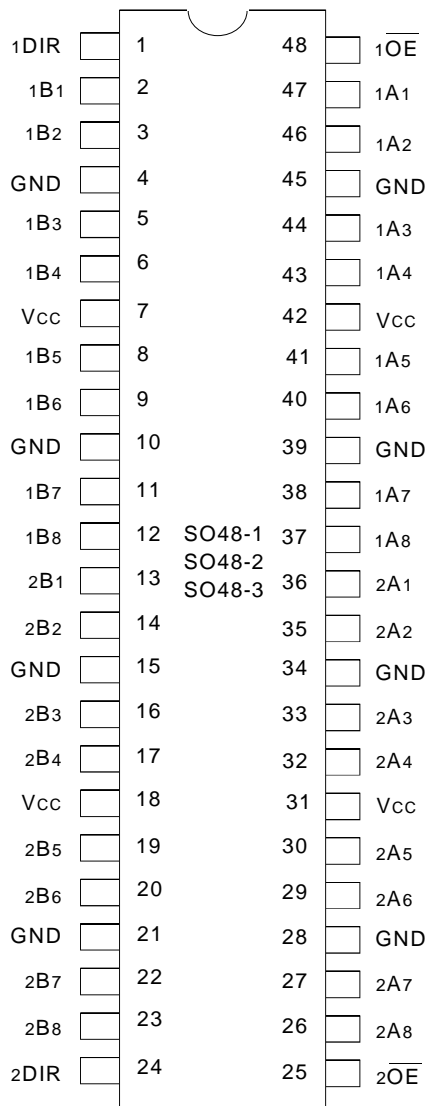 1DIR 1 48 1O̅E̅
1B1 2 47 1A1
1B2 3 46 1A2
GND 4 45 GND
1B3 5 44 1A3
1B4 6 43 1A4
VCC 7 42 VCC
1B5 8 41 1A5
1B6 9 40 1A6
GND 10 39 GND
1B7 11 38 1A7
1B8 12 SO48-1 37 1A8
SO48-2
2B1 13 SO48-3 36 2A1
2B2 14 35 2A2
GND 15 34 GND
2B3 16 33 2A3
2B4 17 32 2A4
VCC 18 31 VCC
2B5 19 30 2A5
2B6 20 29 2A6
GND 21 28 GND
2B7 22 27 2A7
2B8 23 26 2A8
2DIR 24 25 2O̅E̅